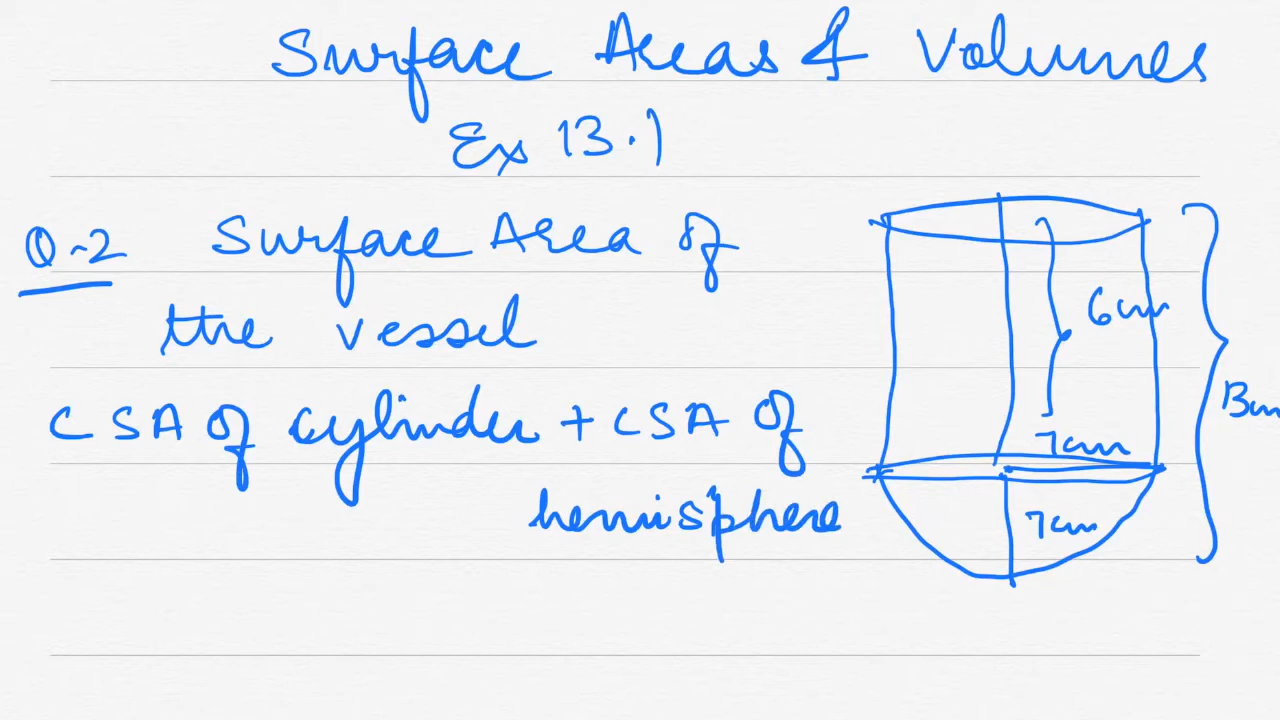 Surface Areas & Volumes
Ex 13.1
Q-2 Surface Area of
the vessel
CSA of cylinder + CSA of
hemisphere
6cm
13cm
7cm
7cm